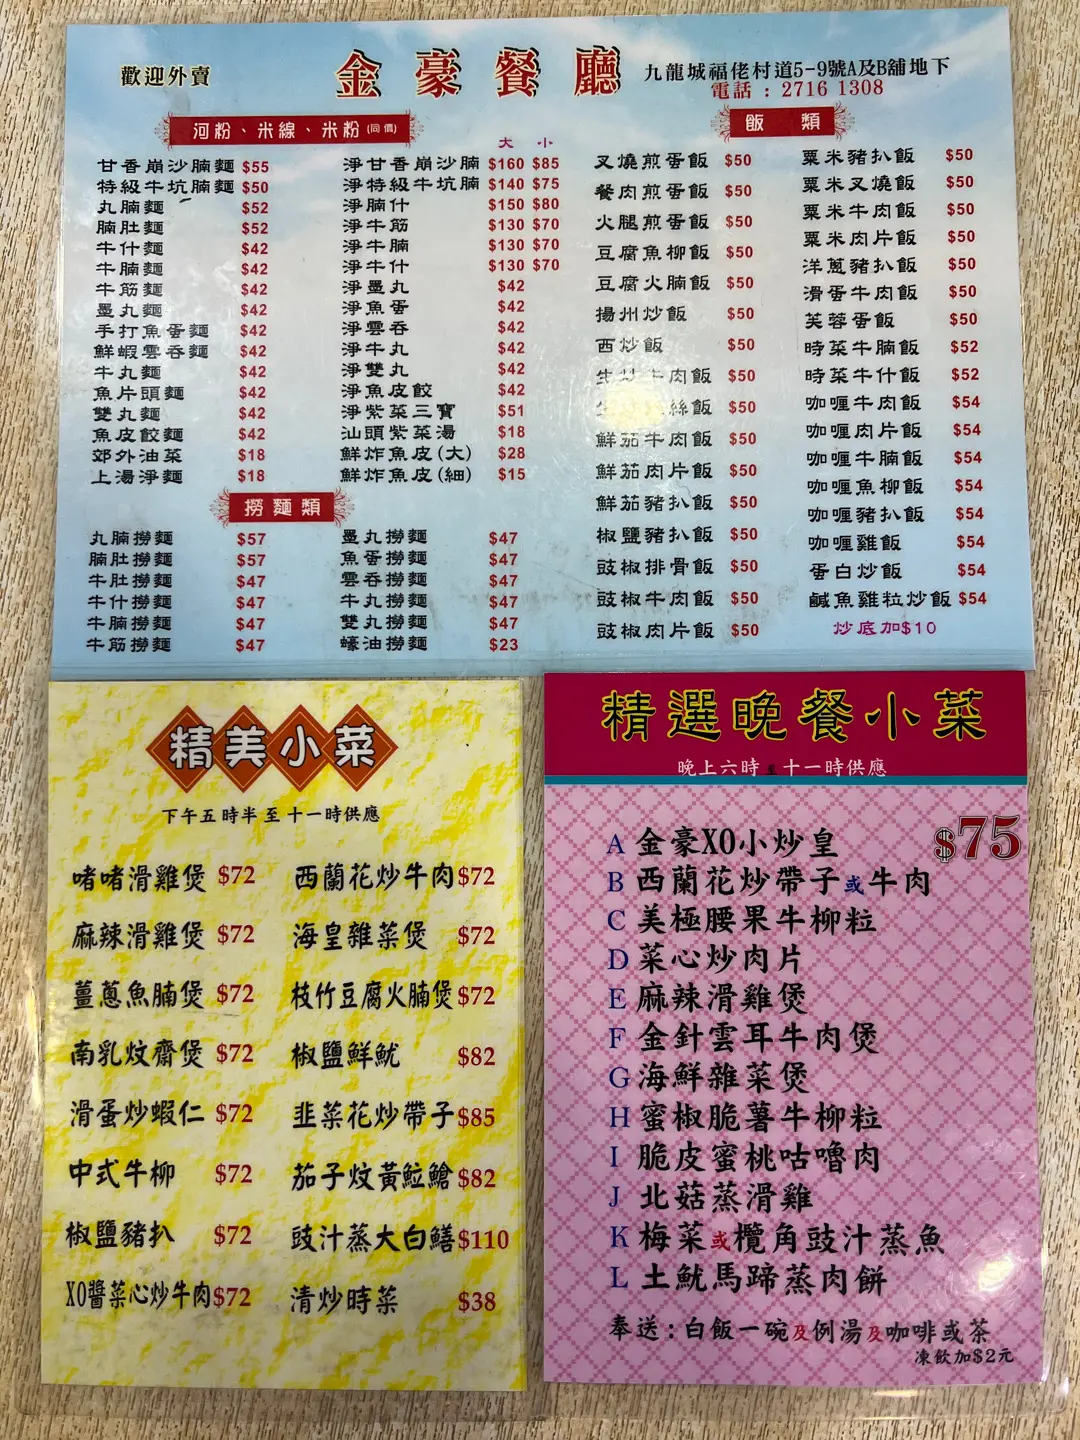 歡迎外賣
金豪餐廳
九龍城福佬村道5-9號A及B舖地下
電話：2716 1308
河粉、米線、米粉(同價)
甘香崩沙腩麵 $55
特級牛坑腩麵 $50
丸腩麵 $52
腩肚麵 $52
牛什麵 $42
牛腩麵 $42
牛筋麵 $42
墨丸麵 $42
手打魚蛋麵 $42
鮮蝦雲吞麵 $42
牛丸麵 $42
魚片頭麵 $42
雙丸麵 $42
魚皮餃麵 $42
郊外油菜 $18
上湯淨麵 $18
大 小
淨甘香崩沙腩 $160 $85
淨特級牛坑腩 $140 $75
淨腩什 $150 $80
淨牛筋 $130 $70
淨牛腩 $130 $70
淨牛什 $130 $70
淨墨丸 $42
淨魚蛋 $42
淨雲吞 $42
淨牛丸 $42
淨雙丸 $42
淨魚皮餃 $42
淨紫菜三寶 $51
汕頭紫菜湯 $18
鮮炸魚皮(大) $28
鮮炸魚皮(細) $15
撈麵類
丸腩撈麵 $57
腩肚撈麵 $57
牛肚撈麵 $47
牛什撈麵 $47
牛腩撈麵 $47
牛筋撈麵 $47
墨丸撈麵 $47
魚蛋撈麵 $47
雲吞撈麵 $47
牛丸撈麵 $47
雙丸撈麵 $47
蠔油撈麵 $23
飯類
叉燒煎蛋飯 $50
餐肉煎蛋飯 $50
火腿煎蛋飯 $50
豆腐魚柳飯 $50
豆腐火腩飯 $50
揚州炒飯 $50
西炒飯 $50
生炒牛肉飯 $50
絲飯 $50
鮮茄牛肉飯 $50
鮮茄肉片飯 $50
鮮茄豬扒飯 $50
椒鹽豬扒飯 $50
豉椒排骨飯 $50
豉椒牛肉飯 $50
豉椒肉片飯 $50
粟米豬扒飯 $50
粟米叉燒飯 $50
粟米牛肉飯 $50
粟米肉片飯 $50
洋蔥豬扒飯 $50
滑蛋牛肉飯 $50
芙蓉蛋飯 $50
時菜牛腩飯 $52
時菜牛什飯 $52
咖喱牛肉飯 $54
咖喱肉片飯 $54
咖喱牛腩飯 $54
咖喱魚柳飯 $54
咖喱豬扒飯 $54
咖喱雞飯 $54
蛋白炒飯 $54
鹹魚雞粒炒飯 $54
炒底加$10
精美小菜
下午五時半至十一時供應
啫啫滑雞煲 $72
麻辣滑雞煲 $72
薑蔥魚腩煲 $72
南乳炆齋煲 $72
滑蛋炒蝦仁 $72
中式牛柳 $72
椒鹽豬扒 $72
XO醬菜心炒牛肉 $72
西蘭花炒牛肉 $72
海皇雜菜煲 $72
枝竹豆腐火腩煲 $72
椒鹽鮮魷 $82
韭菜花炒帶子 $85
茄子炆黃鱲鯧 $82
豉汁蒸大白鱔 $110
清炒時菜 $38
精選晚餐小菜
晚上六時至十一時供應
$75
A 金豪XO小炒皇
B 西蘭花炒帶子或牛肉
C 美極腰果牛柳粒
D 菜心炒肉片
E 麻辣滑雞煲
F 金針雲耳牛肉煲
G 海鮮雜菜煲
H 蜜椒脆薯牛柳粒
I 脆皮蜜桃咕嚕肉
J 北菇蒸滑雞
K 梅菜或欖角豉汁蒸魚
L 土魷馬蹄蒸肉餅
奉送：白飯一碗及例湯及咖啡或茶
凍飲加$2元